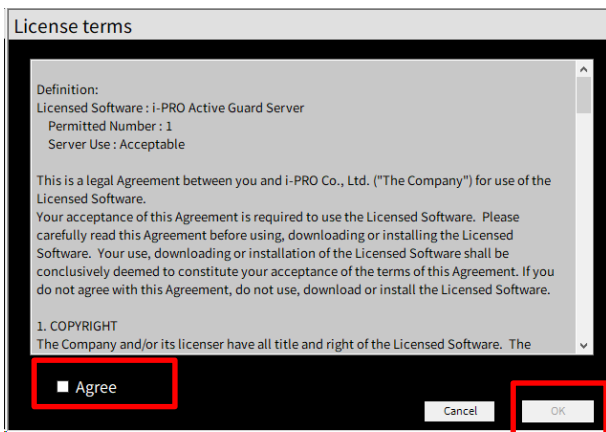 License terms
Definition:
Licensed Software : i-PRO Active Guard Server
Permitted Number : 1
Server Use : Acceptable
This is a legal Agreement between you and i-PRO Co., Ltd. ("The Company") for use of the
Licensed Software.
Your acceptance of this Agreement is required to use the Licensed Software.  Please
carefully read this Agreement before using, downloading or installing the Licensed
Software.  Your use, downloading or installation of the Licensed Software shall be
conclusively deemed to constitute your acceptance of the terms of this Agreement. If you
do not agree with this Agreement, do not use, download or install the Licensed Software.
1. COPYRIGHT
The Company and/or its licenser have all title and right of the Licensed Software.  The
Agree
Cancel
OK